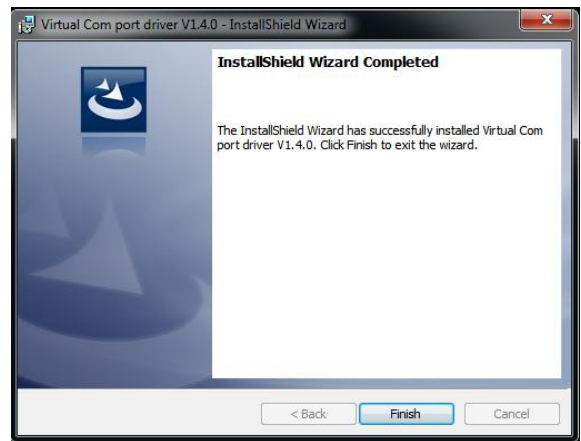 Virtual Com port driver V1.4.0 - InstallShield Wizard
InstallShield Wizard Completed
The InstallShield Wizard has successfully installed Virtual Com
port driver V1.4.0. Click Finish to exit the wizard.
< Back Finish Cancel